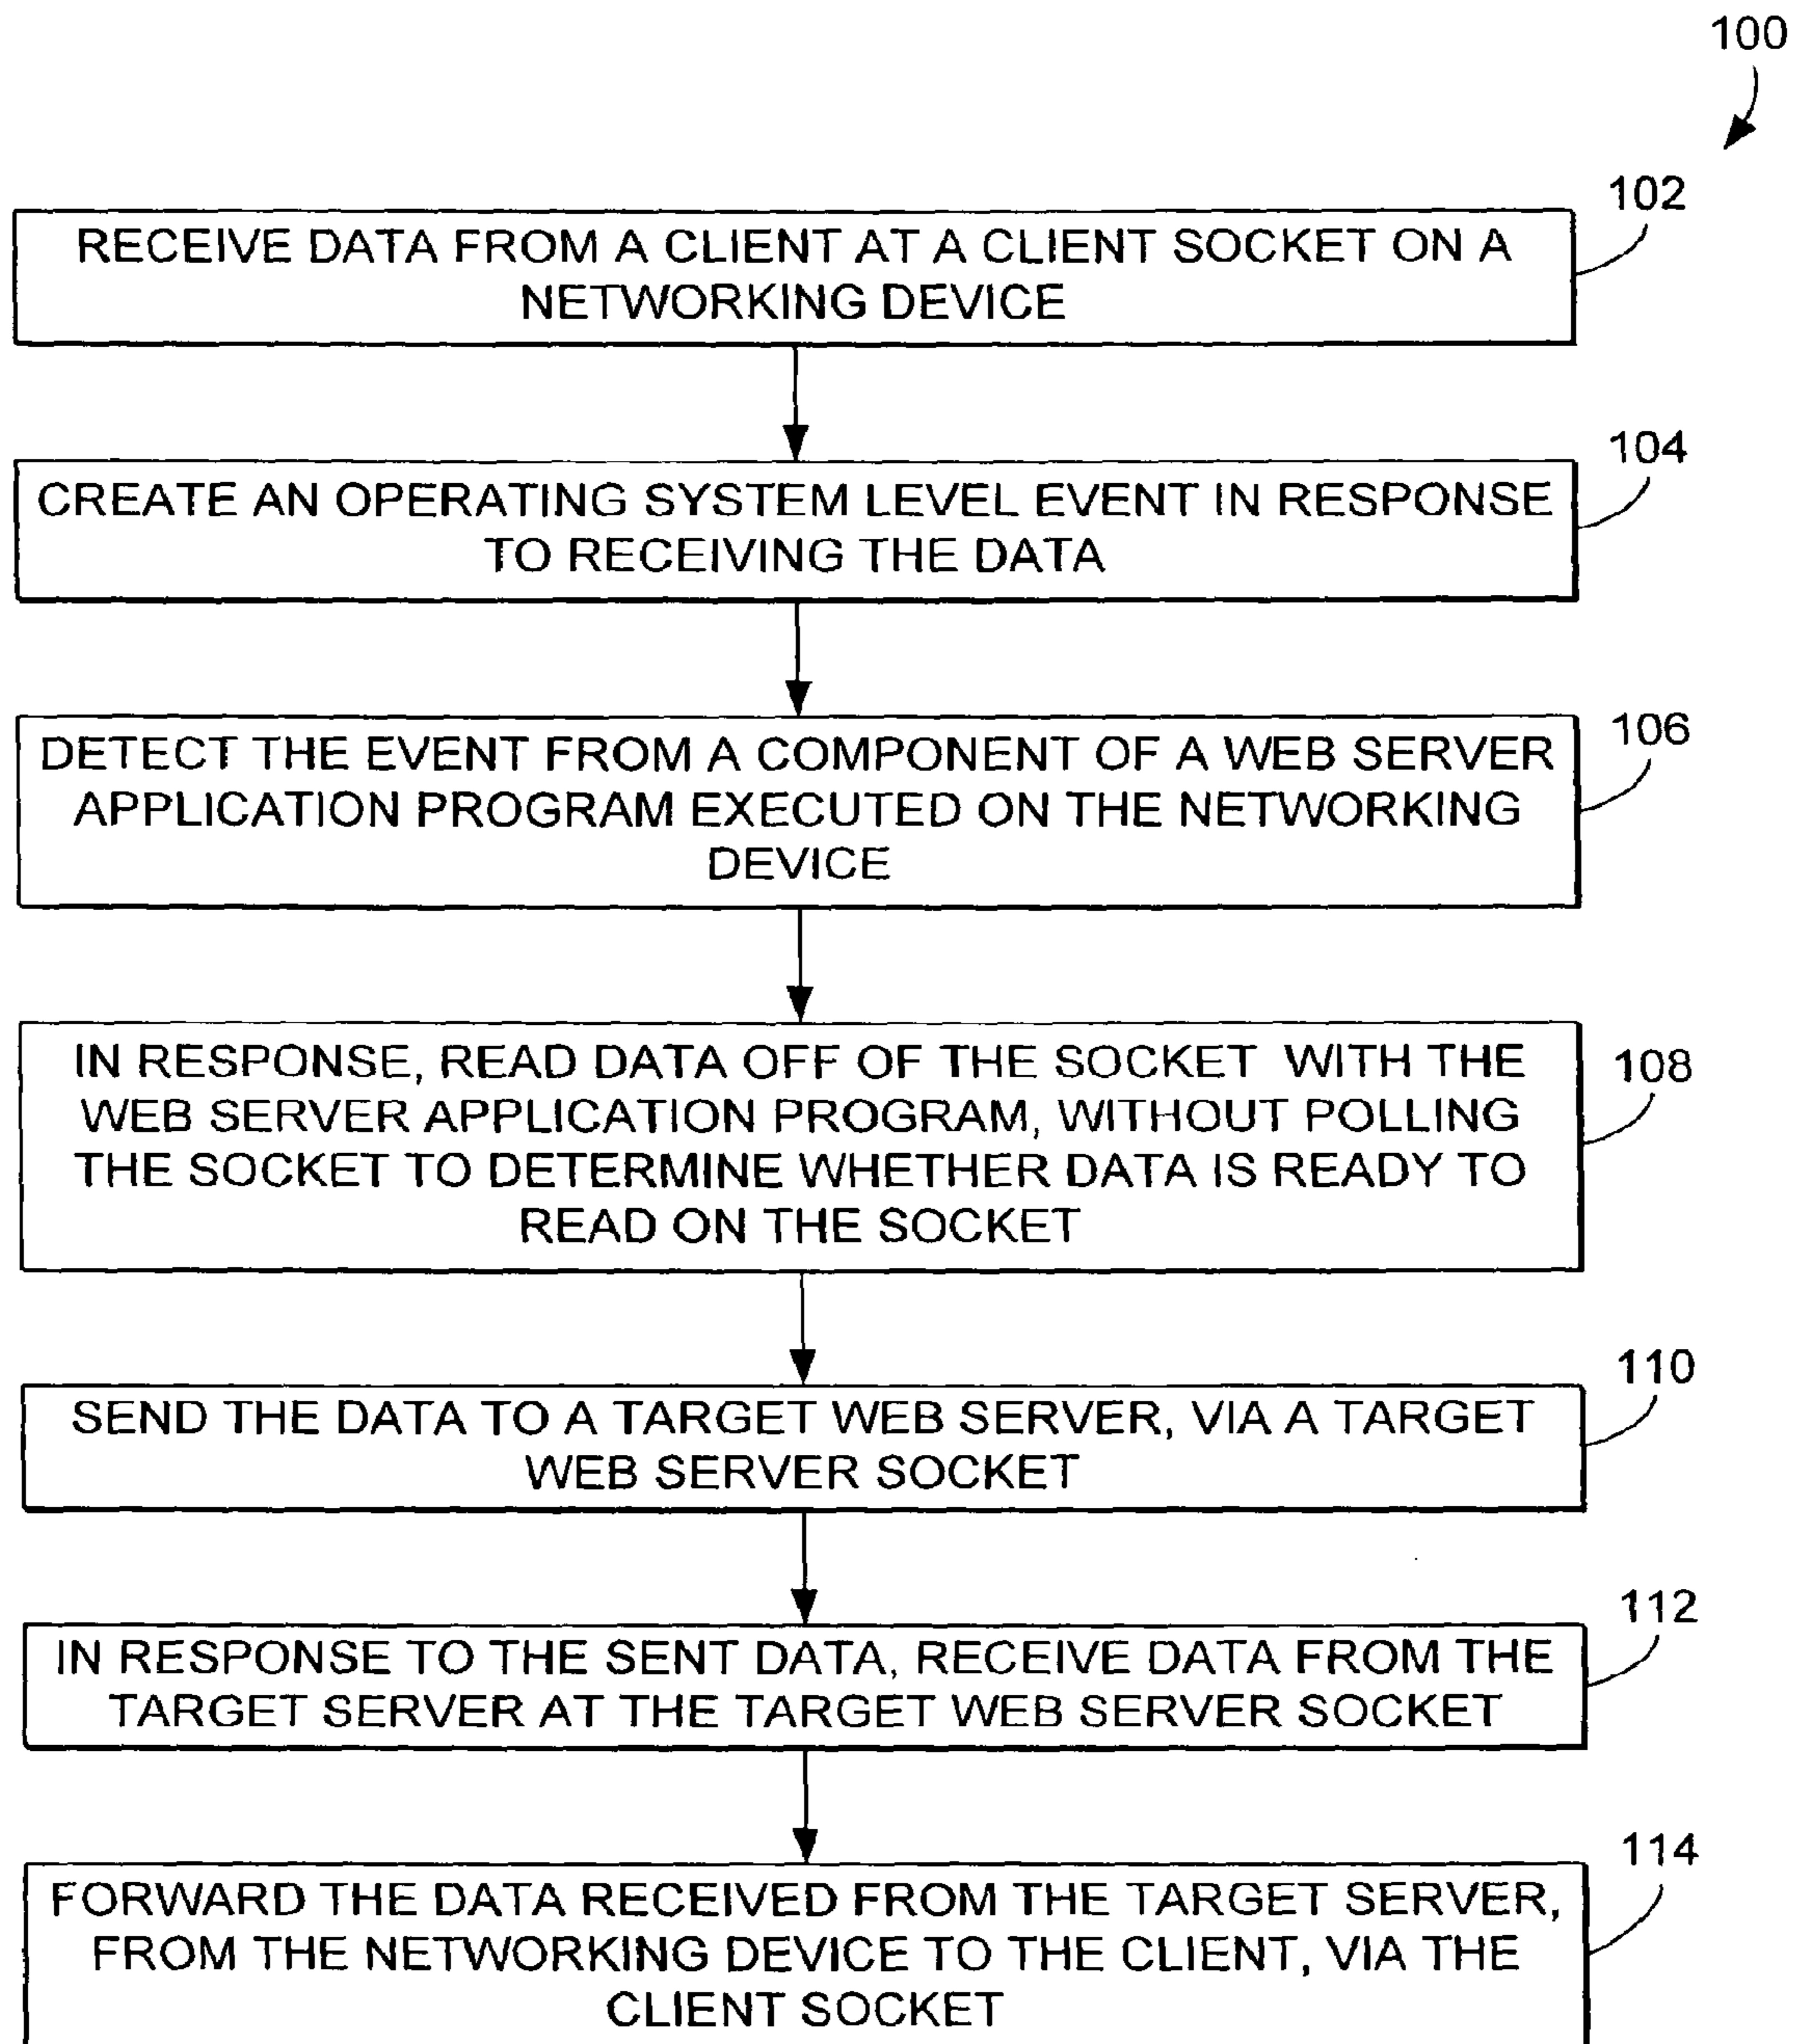 100
102
RECEIVE DATA FROM A CLIENT AT A CLIENT SOCKET ON A
NETWORKING DEVICE
104
CREATE AN OPERATING SYSTEM LEVEL EVENT IN RESPONSE
TO RECEIVING THE DATA
106
DETECT THE EVENT FROM A COMPONENT OF A WEB SERVER
APPLICATION PROGRAM EXECUTED ON THE NETWORKING
DEVICE
108
IN RESPONSE, READ DATA OFF OF THE SOCKET WITH THE
WEB SERVER APPLICATION PROGRAM, WITHOUT POLLING
THE SOCKET TO DETERMINE WHETHER DATA IS READY TO
READ ON THE SOCKET
110
SEND THE DATA TO A TARGET WEB SERVER, VIA A TARGET
WEB SERVER SOCKET
112
IN RESPONSE TO THE SENT DATA, RECEIVE DATA FROM THE
TARGET SERVER AT THE TARGET WEB SERVER SOCKET
114
FORWARD THE DATA RECEIVED FROM THE TARGET SERVER,
FROM THE NETWORKING DEVICE TO THE CLIENT, VIA THE
CLIENT SOCKET